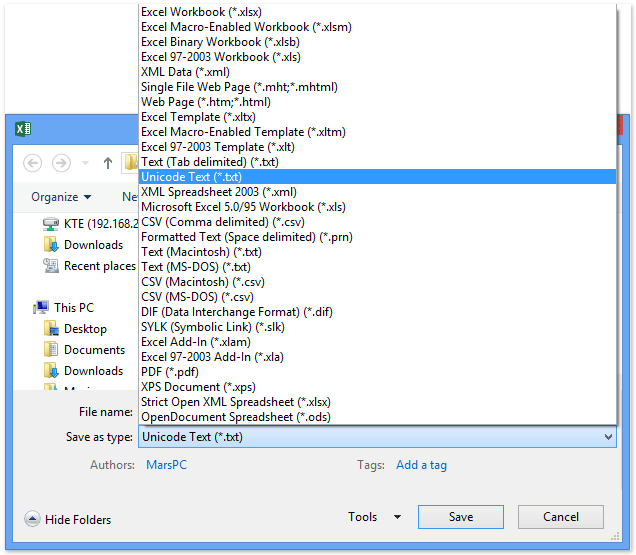 Excel Workbook (*.xlsx)
Excel Macro-Enabled Workbook (*.xlsm)
Excel Binary Workbook (*.xlsb)
Excel 97-2003 Workbook (*.xls)
XML Data (*.xml)
Single File Web Page (*.mht;*.mhtml)
Web Page (*.htm;*.html)
Excel Template (*.xltx)
Excel Macro-Enabled Template (*.xltm)
Excel 97-2003 Template (*.xlt)
Text (Tab delimited) (*.txt)
Unicode Text (*.txt)
XML Spreadsheet 2003 (*.xml)
Microsoft Excel 5.0/95 Workbook (*.xls)
CSV (Comma delimited) (*.csv)
Formatted Text (Space delimited) (*.prn)
Text (Macintosh) (*.txt)
Text (MS-DOS) (*.txt)
CSV (Macintosh) (*.csv)
CSV (MS-DOS) (*.csv)
DIF (Data Interchange Format) (*.dif)
SYLK (Symbolic Link) (*.slk)
Excel Add-In (*.xlam)
Excel 97-2003 Add-In (*.xla)
PDF (*.pdf)
XPS Document (*.xps)
Strict Open XML Spreadsheet (*.xlsx)
OpenDocument Spreadsheet (*.ods)
Organize Ne
KTE (192.168.2
Downloads
Recent places
This PC
Desktop
Documents
Downloads
File name:
Save as type: Unicode Text (*.txt)
Authors: MarsPC Tags: Add a tag
Hide Folders Tools Save Cancel